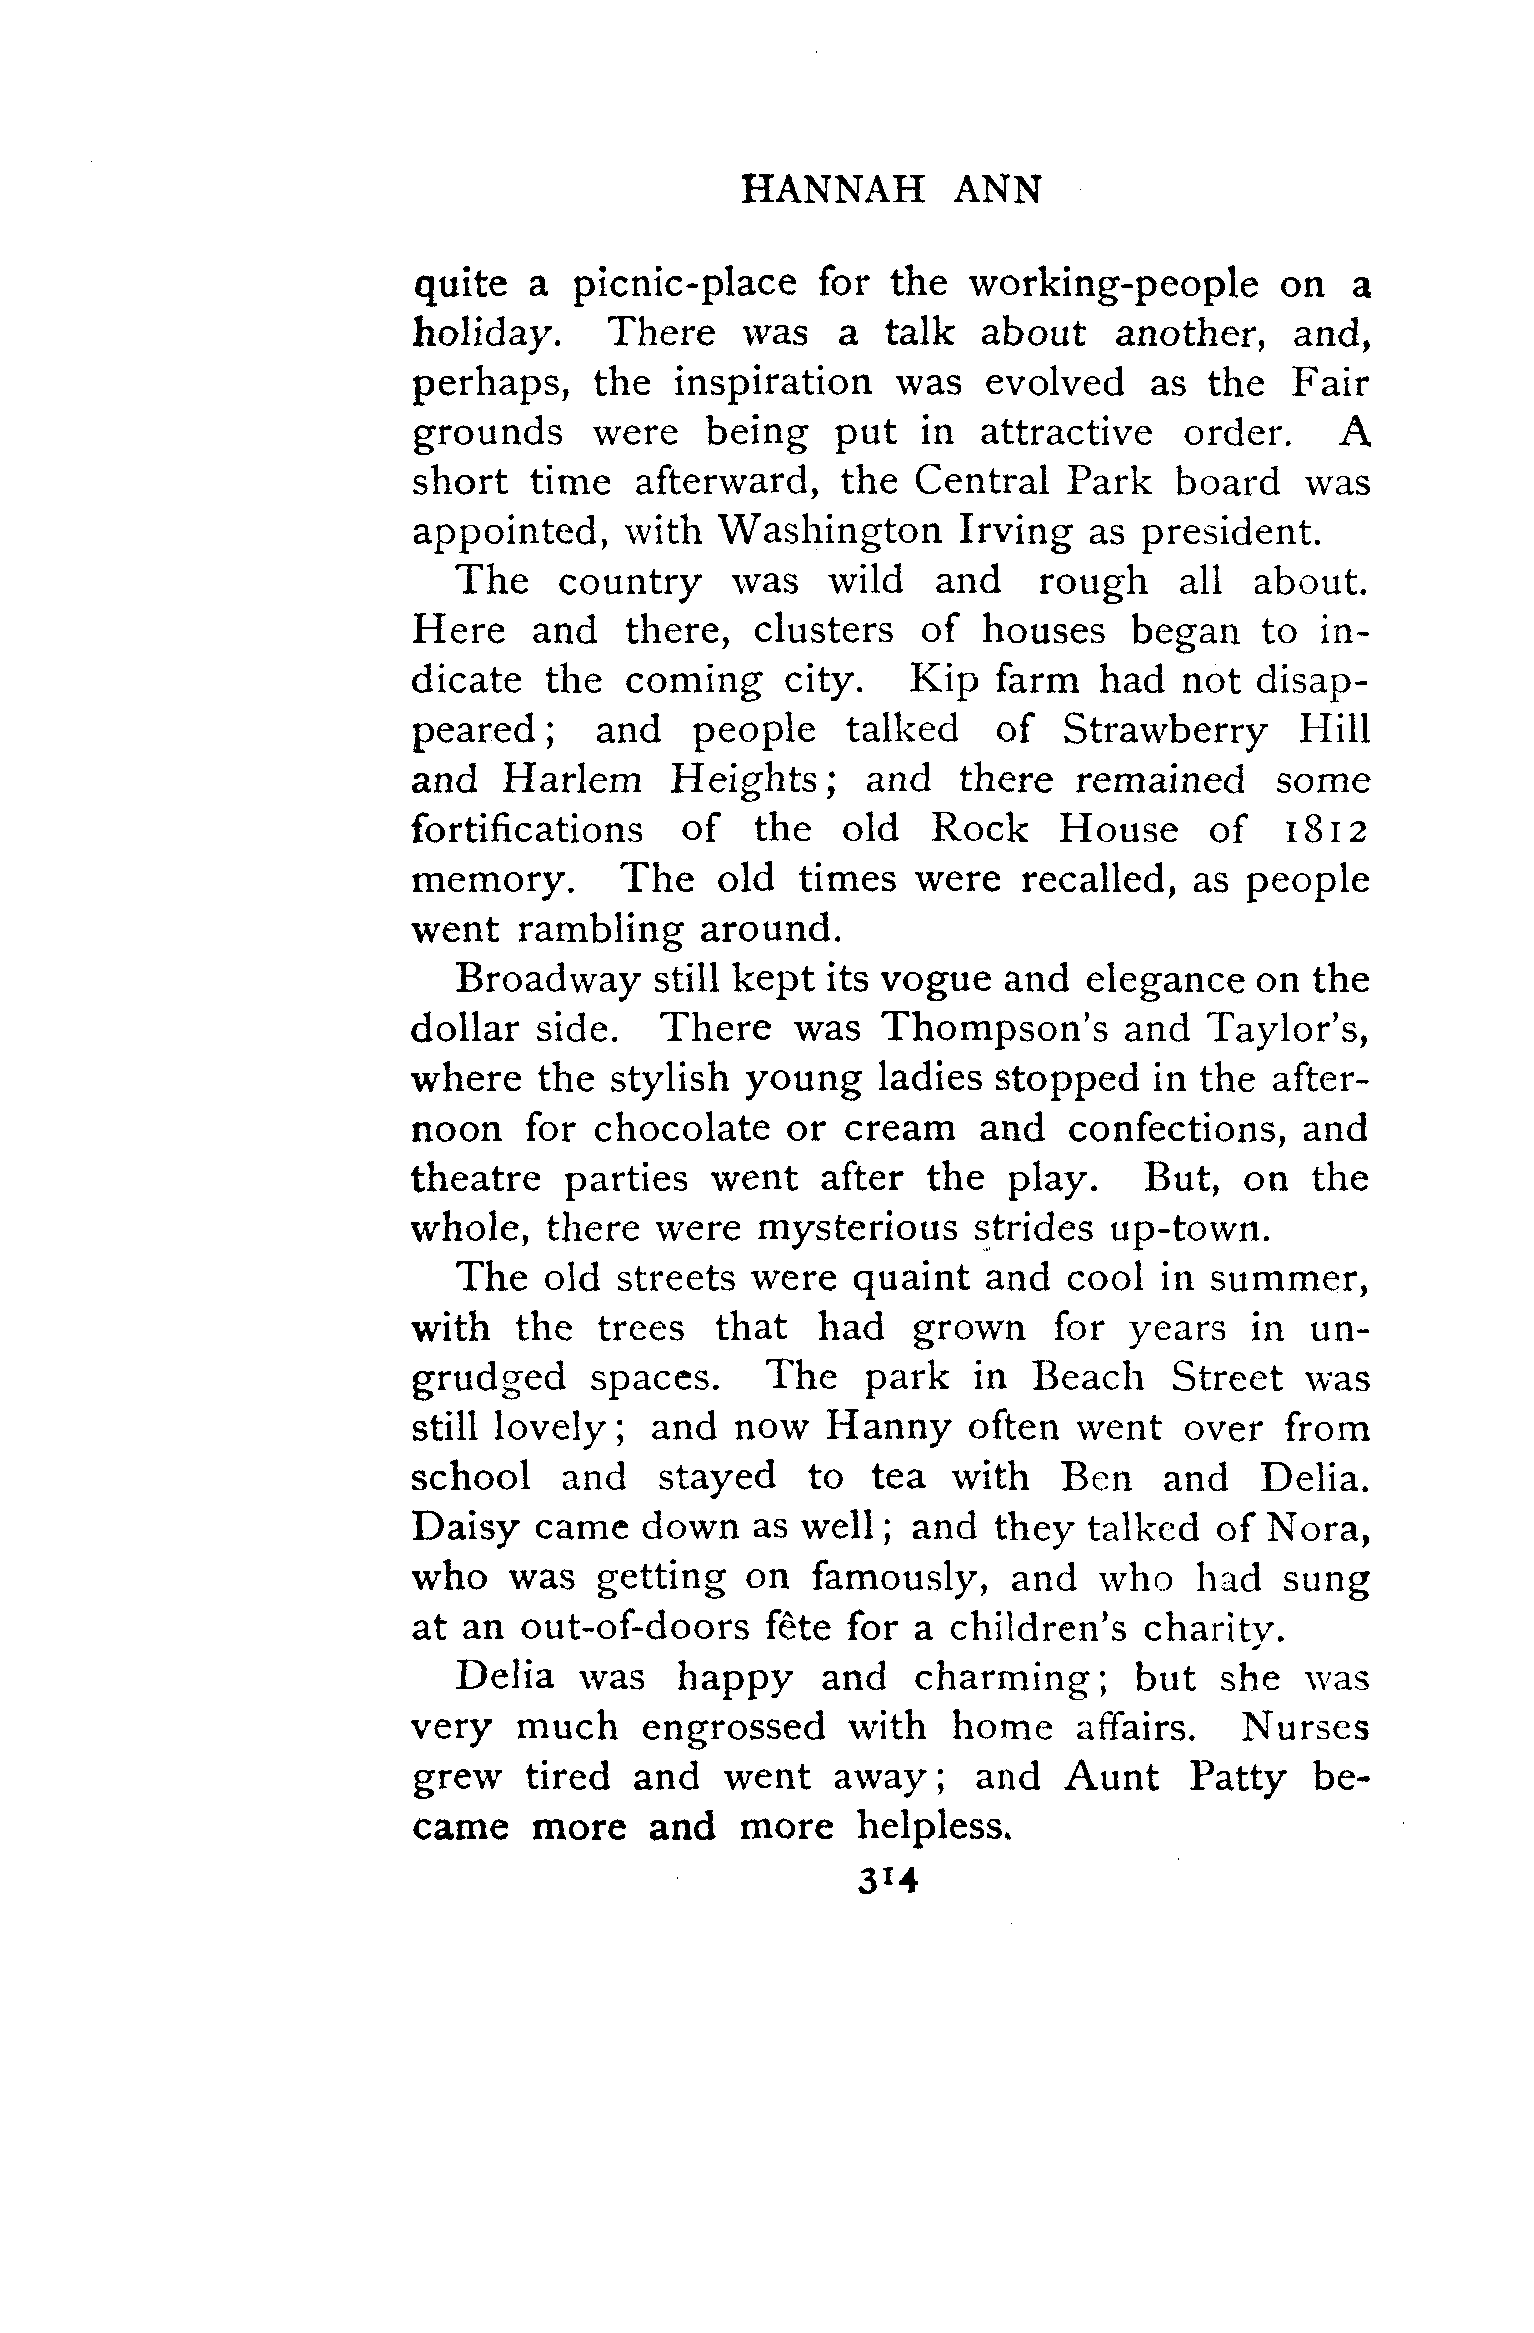 HANNAH ANN
quite a picnic-place for the working-people on a
holiday. There was a talk about another, and,
perhaps, the inspiration was evolved as the Fair
grounds were being put in attractive order. A
short time afterward, the Central Park board was
appointed, with Washington Irving as president.
The country was wild and rough all about.
Here and there, clusters of houses began to in-
dicate the coming city. Kip farm had not disap-
peared; and people talked of Strawberry Hill
and Harlem Heights; and there remained some
fortifications of the old Rock House of 1812
memory. The old times were recalled, as people
went rambling around.
Broadway still kept its vogue and elegance on the
dollar side. There was Thompson's and Taylor's,
where the stylish young ladies stopped in the after-
noon for chocolate or cream and confections, and
theatre parties went after the play. But, on the
whole, there were mysterious strides up-town.
The old streets were quaint and cool in summer,
with the trees that had grown for years in un-
grudged spaces. The park in Beach Street was
still lovely; and now Hanny often went over from
school and stayed to tea with Ben and Delia.
Daisy came down as well; and they talked of Nora,
who was getting on famously, and who had sung
at an out-of-doors fête for a children's charity.
Delia was happy and charming; but she was
very much engrossed with home affairs. Nurses
grew tired and went away; and Aunt Patty be-
came more and more helpless.
314